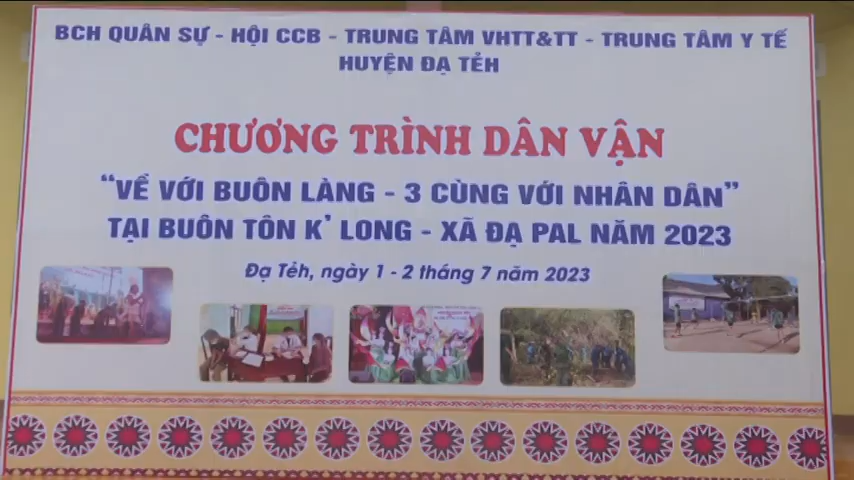 BCH QUÂN SỰ - HỘI CCB - TRUNG TÂM VHTT&TT - TRUNG TÂM Y TẾ
HUYỆN ĐẠ TẺH
CHƯƠNG TRÌNH DÂN VẬN
“VỀ VỚI BUÔN LÀNG - 3 CÙNG VỚI NHÂN DÂN”
TẠI BUÔN TÔN K’ LONG - XÃ ĐẠ PAL NĂM 2023
Đạ Tẻh, ngày 1 - 2 tháng 7 năm 2023